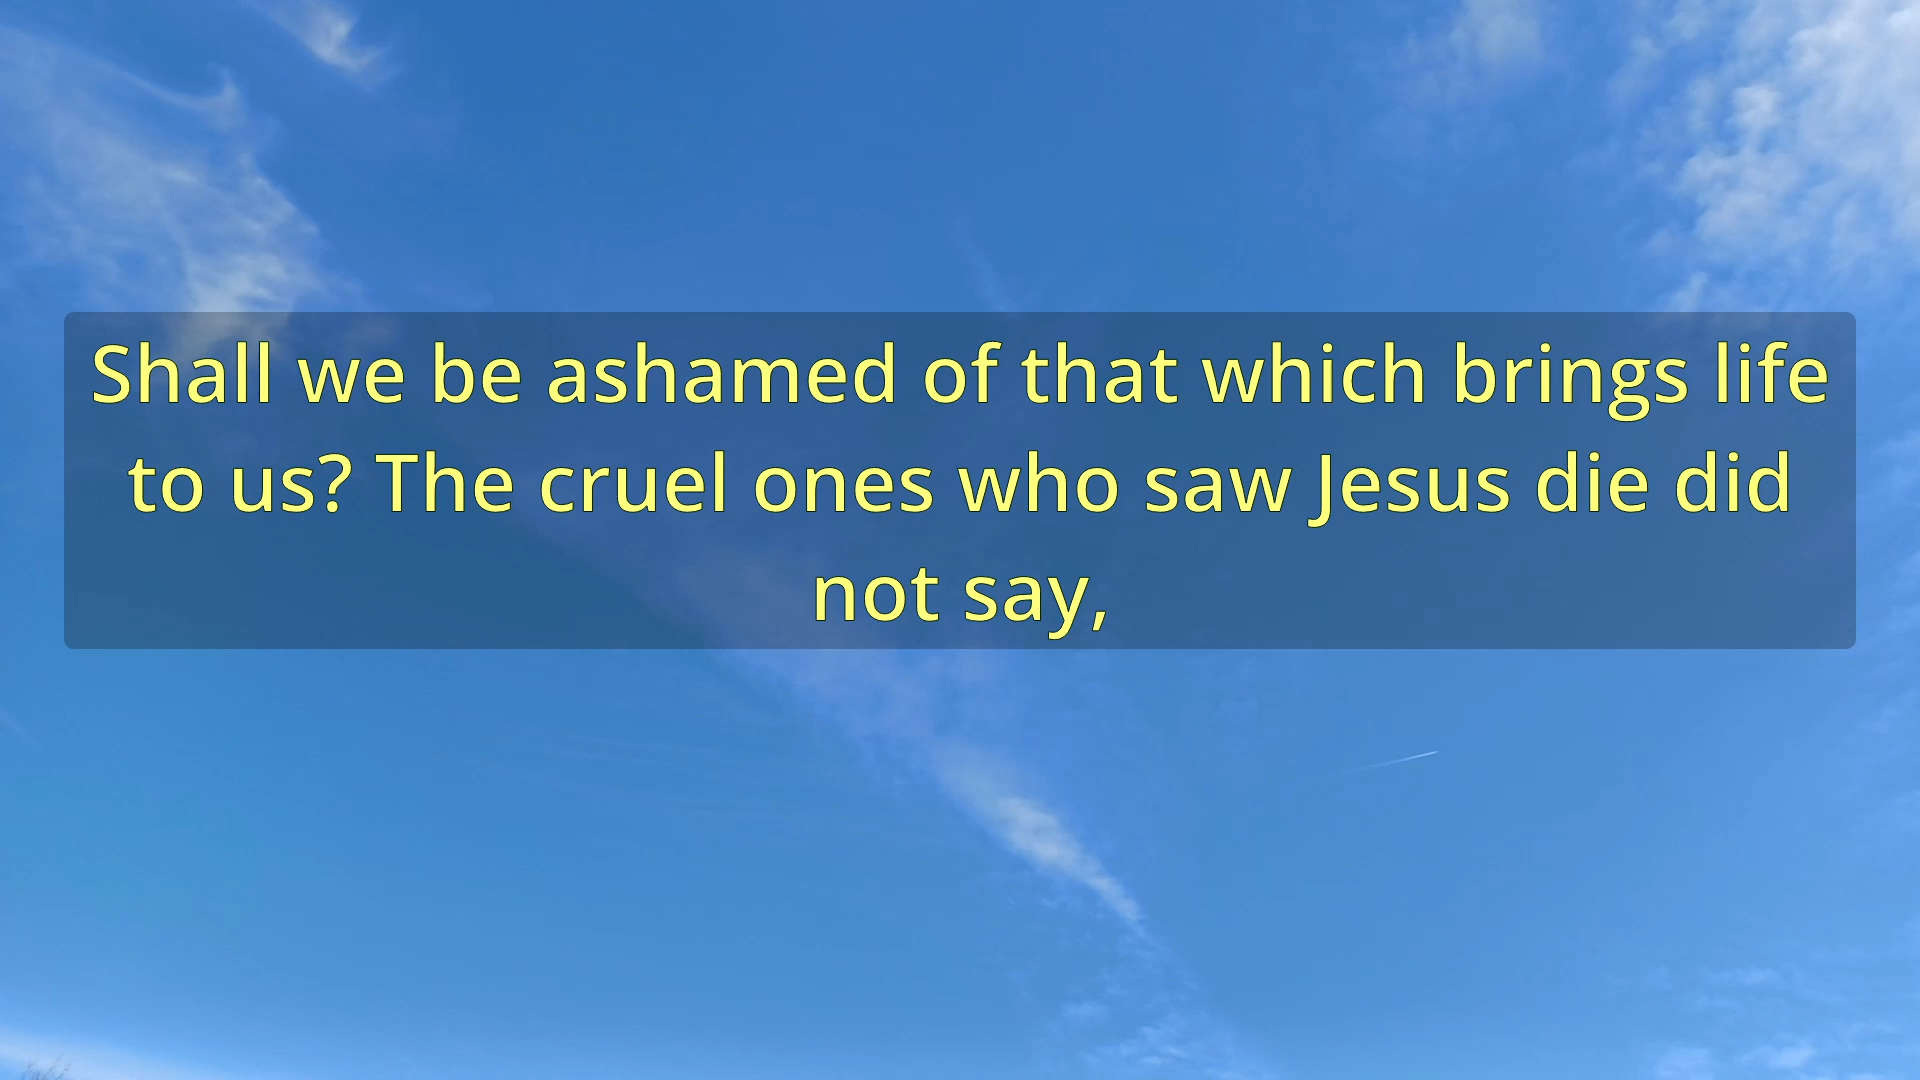 Shall we be ashamed of that which brings life
to us? The cruel ones who saw Jesus die did
not say,